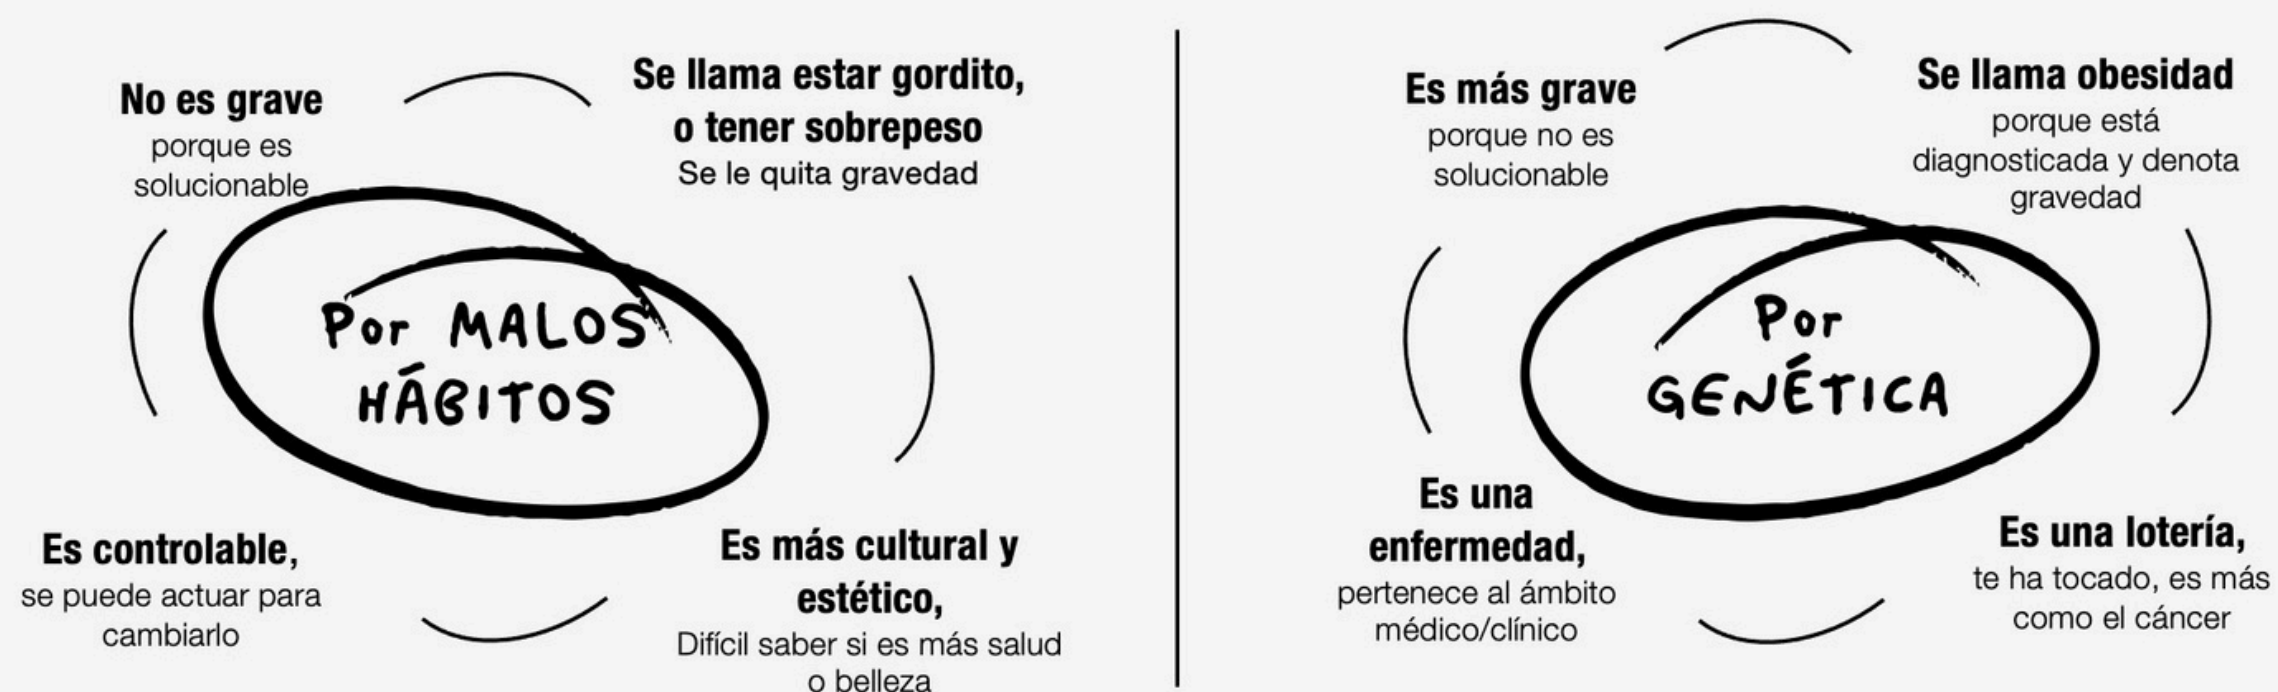 No es grave
porque es
solucionable
Se llama estar gordito,
o tener sobrepeso
Se le quita gravedad
Por MALOS
HÁBITOS
Es controlable,
se puede actuar para
cambiarlo
Es más cultural y
estético,
Difícil saber si es más salud
o belleza
Es más grave
porque no es
solucionable
Se llama obesidad
porque está
diagnosticada y denota
gravedad
Por
GENÉTICA
Es una
enfermedad,
pertenece al ámbito
médico/clínico
Es una lotería,
te ha tocado, es más
como el cáncer